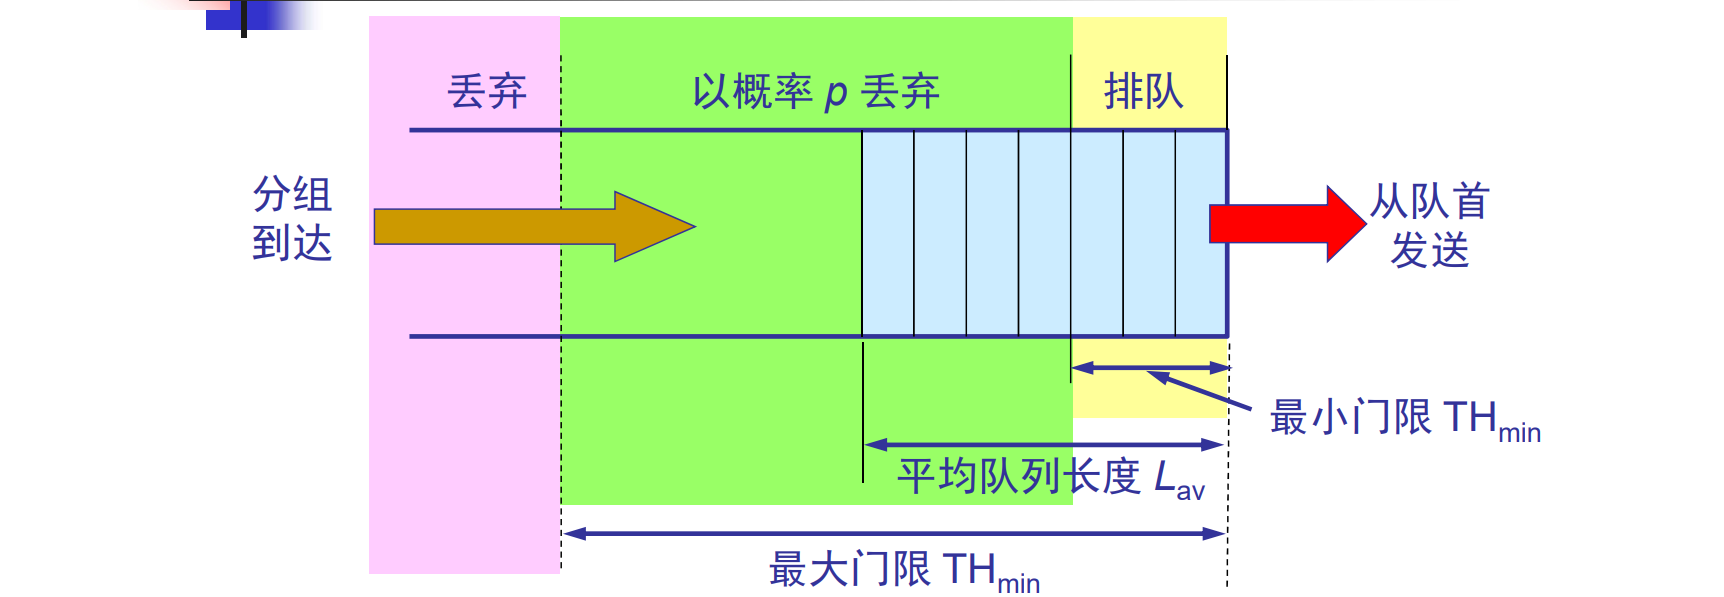 丢弃
以概率 p 丢弃
排队
分组
到达
从队首
发送
最小门限 THmin
平均队列长度 Lav
最大门限 THmin